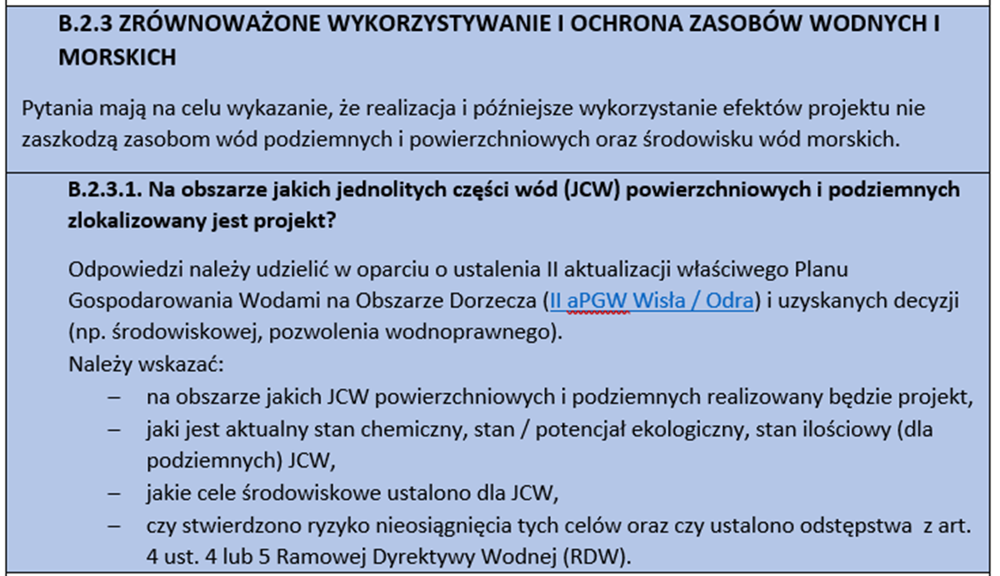 B.2.3 ZRÓWNOWAŻONE WYKORZYSTYWANIE I OCHRONA ZASOBÓW WODNYCH I
MORSKICH
Pytania mają na celu wykazanie, że realizacja i późniejsze wykorzystanie efektów projektu nie
zaszkodzą zasobom wód podziemnych i powierzchniowych oraz środowisku wód morskich.
B.2.3.1. Na obszarze jakich jednolitych części wód (JCW) powierzchniowych i podziemnych
zlokalizowany jest projekt?
Odpowiedzi należy udzielić w oparciu o ustalenia II aktualizacji właściwego Planu
Gospodarowania Wodami na Obszarze Dorzecza (II aPGW Wisła / Odra) i uzyskanych decyzji
(np. środowiskowej, pozwolenia wodnoprawnego).
Należy wskazać:
– na obszarze jakich JCW powierzchniowych i podziemnych realizowany będzie projekt,
– jaki jest aktualny stan chemiczny, stan / potencjał ekologiczny, stan ilościowy (dla
podziemnych) JCW,
– jakie cele środowiskowe ustalono dla JCW,
– czy stwierdzono ryzyko nieosiągnięcia tych celów oraz czy ustalono odstępstwa  z art.
4 ust. 4 lub 5 Ramowej Dyrektywy Wodnej (RDW).